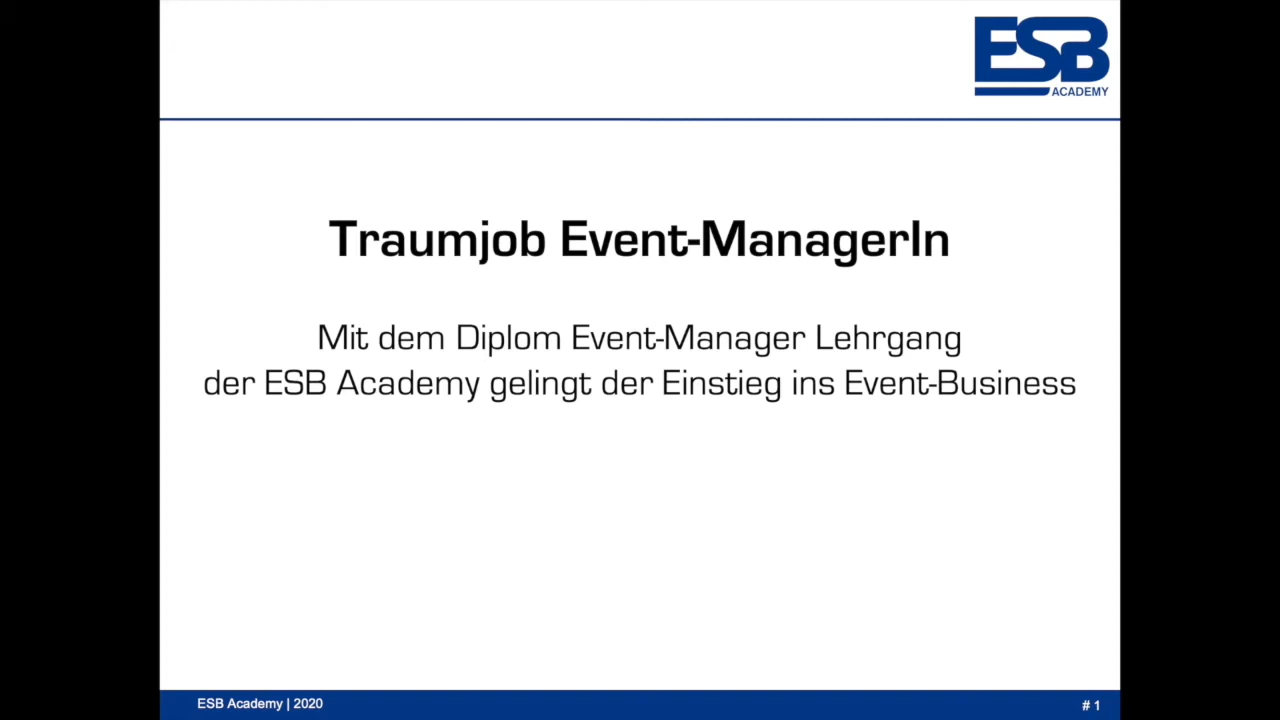 ESB
ACADEMY
Traumjob Event-ManagerIn
Mit dem Diplom Event-Manager Lehrgang
der ESB Academy gelingt der Einstieg ins Event-Business
ESB Academy | 2020
# 1